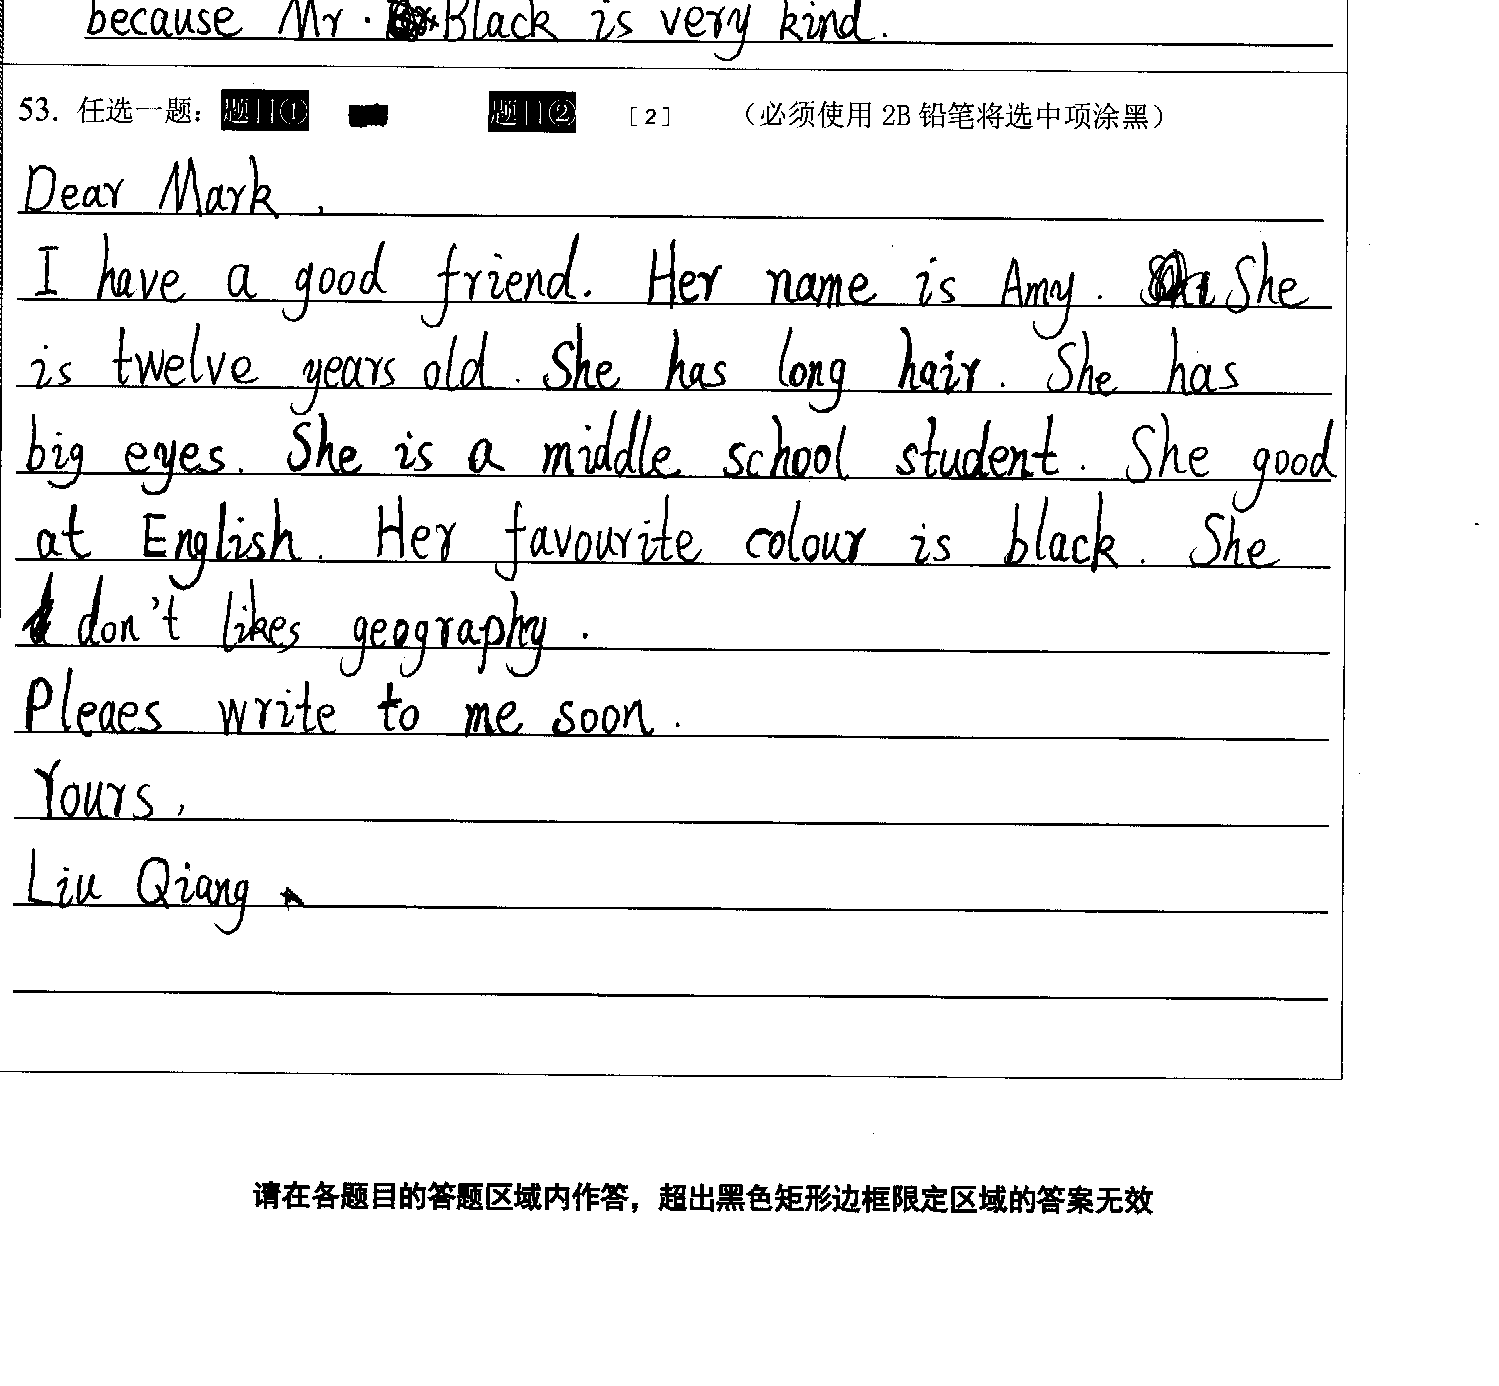 because Mr. Black is very kind.
53. 任选一题: 题目① 题目② [2] (必须使用 2B 铅笔将选中项涂黑)
Dear Mark,
I have a good friend. Her name is Amy. She
is twelve years old. She has long hair. She has
big eyes. She is a middle school student. She good
at English. Her favourite colour is black. She
don't likes geography.
Pleaes write to me soon.
Yours,
Liu Qiang
请在各题目的答题区域内作答，超出黑色矩形边框限定区域的答案无效